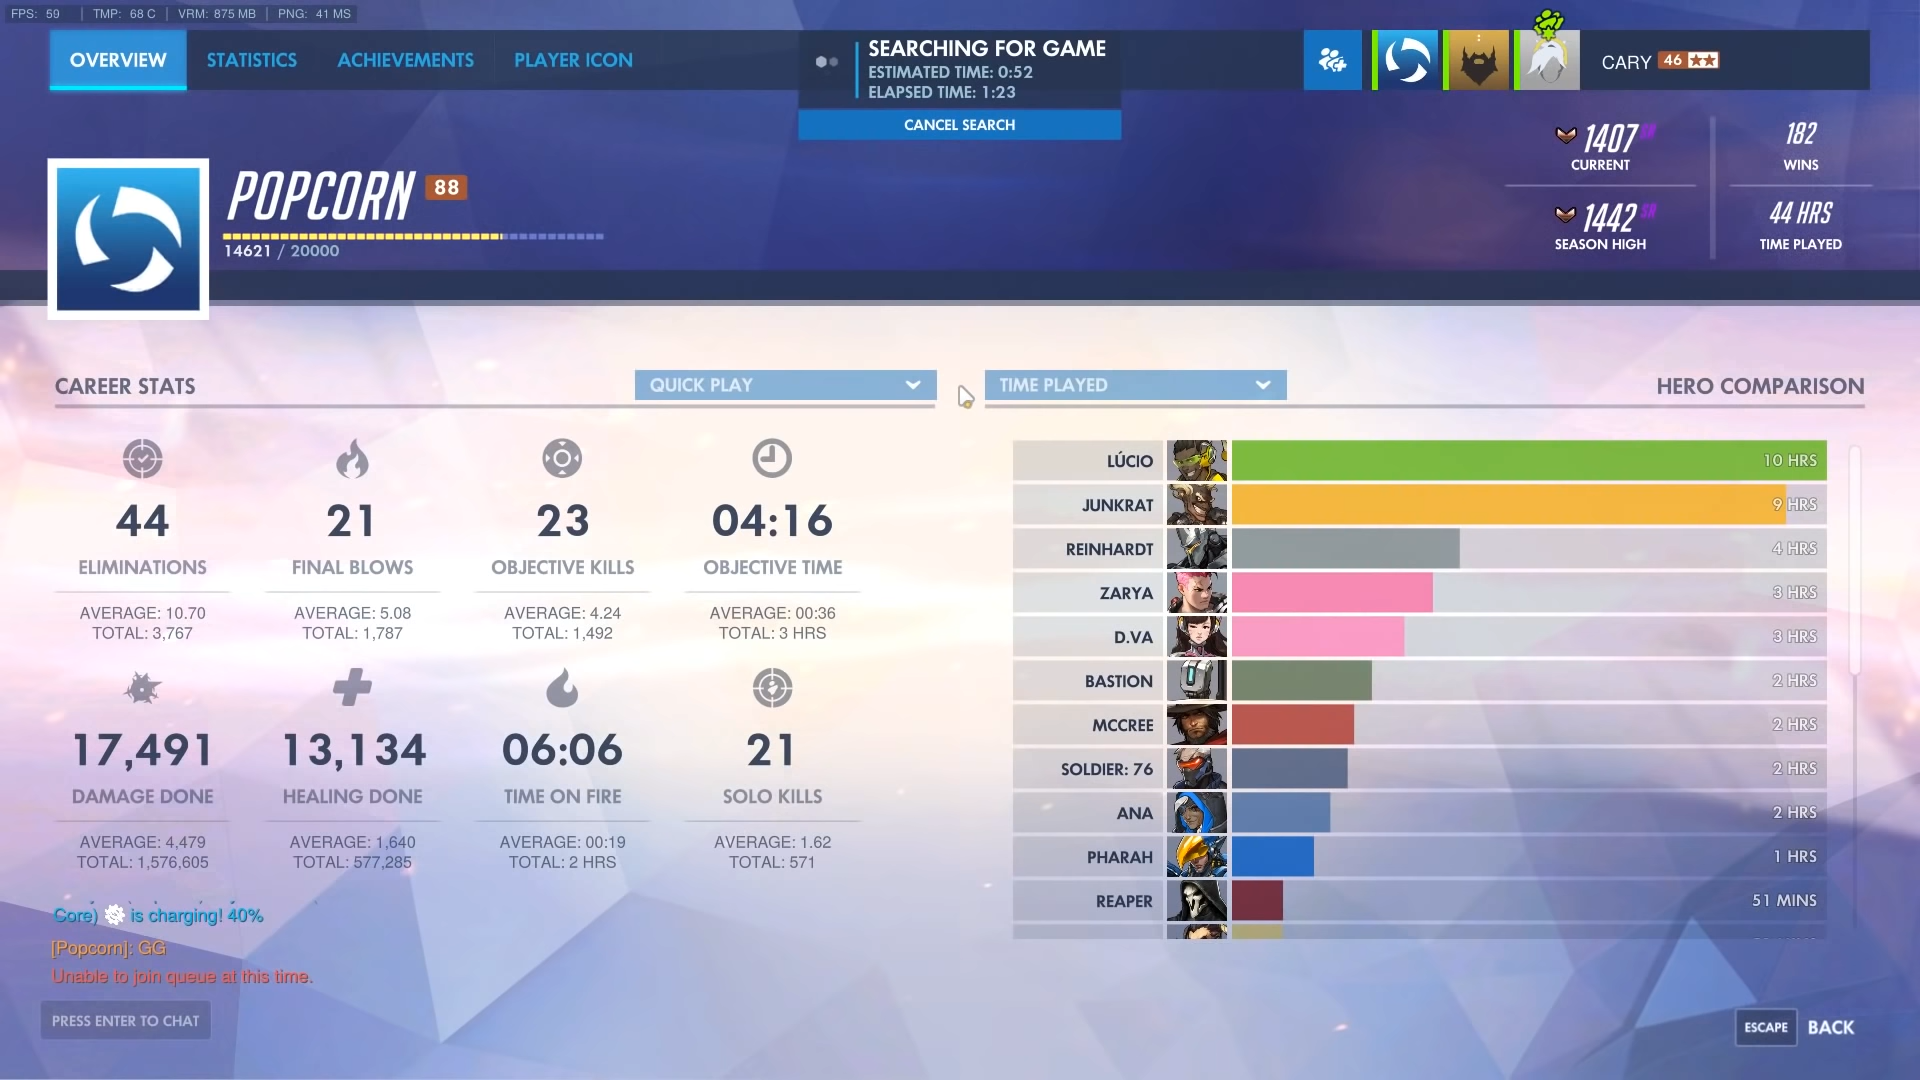 FPS: 59 | TMP: 68 C | VRM: 875 MB | PNG: 41 MS
OVERVIEW
STATISTICS
ACHIEVEMENTS
PLAYER ICON
SEARCHING FOR GAME
ESTIMATED TIME: 0:52
ELAPSED TIME: 1:23
CANCEL SEARCH
CARY 46
POPCORN 88
14621 / 20000
1407 SR
CURRENT
182
WINS
1442 SR
SEASON HIGH
44 HRS
TIME PLAYED
CAREER STATS
QUICK PLAY
TIME PLAYED
HERO COMPARISON
44
ELIMINATIONS
AVERAGE: 10.70
TOTAL: 3,767
21
FINAL BLOWS
AVERAGE: 5.08
TOTAL: 1,787
23
OBJECTIVE KILLS
AVERAGE: 4.24
TOTAL: 1,492
04:16
OBJECTIVE TIME
AVERAGE: 00:36
TOTAL: 3 HRS
17,491
DAMAGE DONE
AVERAGE: 4,479
TOTAL: 1,576,605
13,134
HEALING DONE
AVERAGE: 1,640
TOTAL: 577,285
06:06
TIME ON FIRE
AVERAGE: 00:19
TOTAL: 2 HRS
21
SOLO KILLS
AVERAGE: 1.62
TOTAL: 571
LÚCIO 10 HRS
JUNKRAT 9 HRS
REINHARDT 4 HRS
ZARYA 3 HRS
D.VA 3 HRS
BASTION 2 HRS
MCCREE 2 HRS
SOLDIER: 76 2 HRS
ANA 2 HRS
PHARAH 1 HRS
REAPER 51 MINS
Core) is charging! 40%
[Popcorn]: GG
Unable to join queue at this time.
PRESS ENTER TO CHAT
ESCAPE BACK